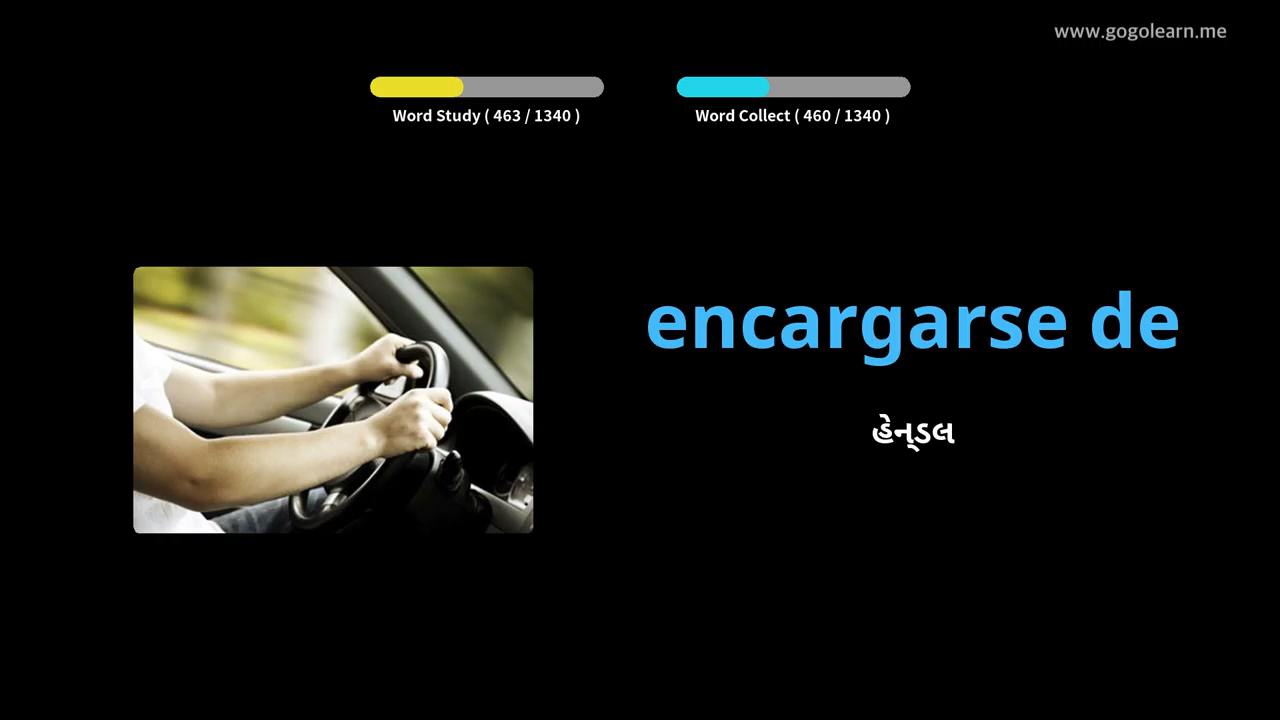 www.gogolearn.me
Word Study ( 463 / 1340 )
Word Collect ( 460 / 1340 )
encargarse de
હેન્ડલ